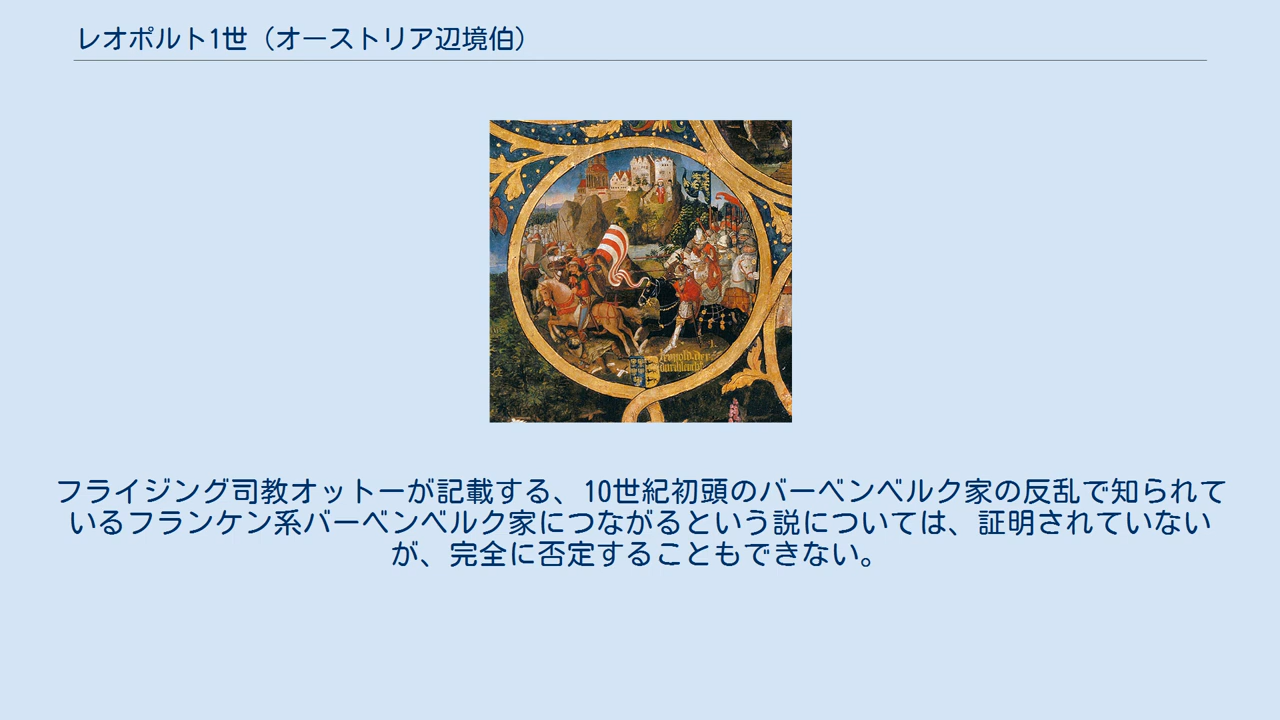 レオポルト1世（オーストリア辺境伯）
フライジング司教オットーが記載する、10世紀初頭のバーベンベルク家の反乱で知られて
いるフランケン系バーベンベルク家につながるという説については、証明されていない
が、完全に否定することもできない。